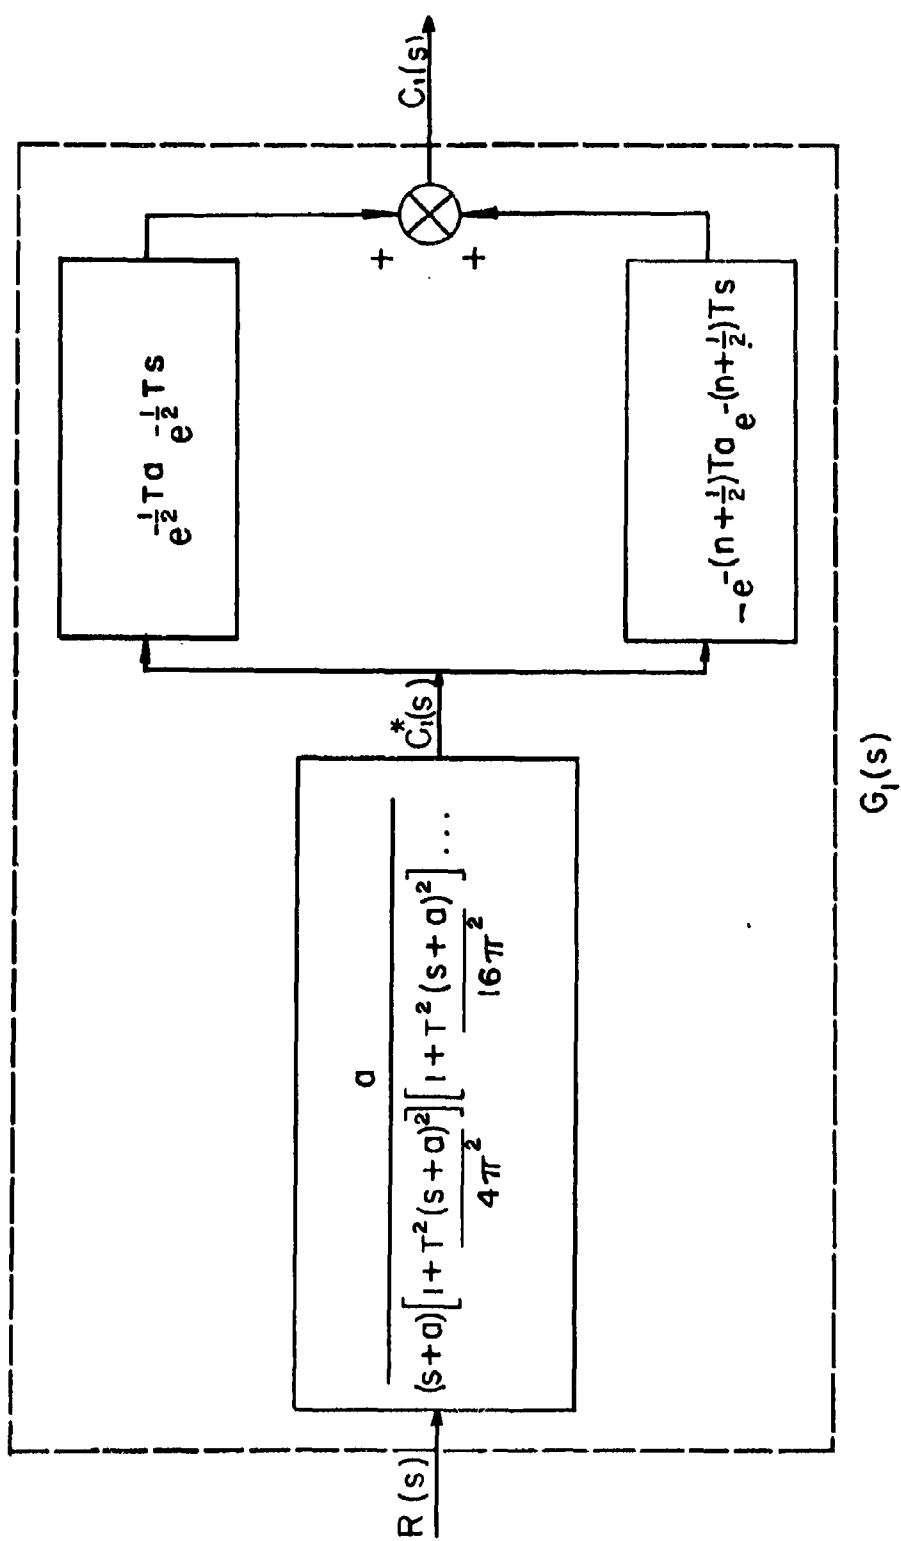 R(s)
a
(s+a)[1+T²(s+a)²][1+T²(s+a)²]...
4π² 16π²
C₁*(s)
e^-½Ta e^-½Ts
-e^-(n+½)Ta e^-(n+½)Ts
+
+
C₁(s)
G₁(s)